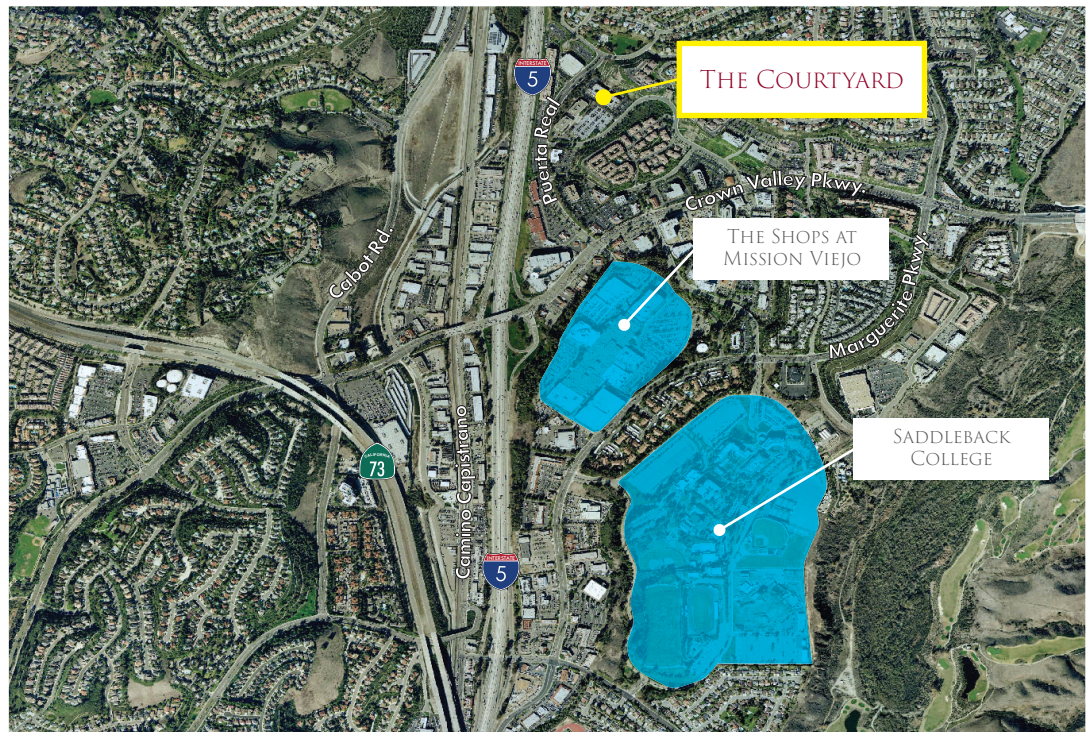 INTERSTATE
5
THE COURTYARD
Puerta Real
Crown Valley Pkwy.
THE SHOPS AT
MISSION VIEJO
Cabot Rd.
Marguerite Pkwy.
SADDLEBACK
COLLEGE
CALIFORNIA
73
Camino Capistrano
INTERSTATE
5